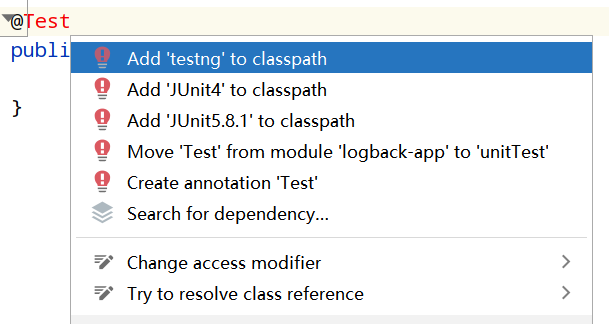 @Test
publi
}
Add 'testng' to classpath
Add 'JUnit4' to classpath
Add 'JUnit5.8.1' to classpath
Move 'Test' from module 'logback-app' to 'unitTest'
Create annotation 'Test'
Search for dependency...
Change access modifier
Try to resolve class reference